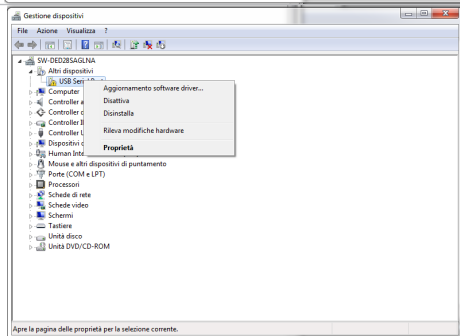 Gestione dispositivi
File Azione Visualizza ?
SW-DED28SAGLNA
Altri dispositivi
USB Serial Port
Aggiornamento software driver...
Disattiva
Disinstalla
Rileva modifiche hardware
Proprietà
Computer
Controller
Controller
Controller
Controller
Dispositivi
Human
Mouse e altri dispositivi di puntamento
Porte (COM e LPT)
Processori
Schede di rete
Schede video
Schermi
Tastiere
Unità disco
Unità DVD/CD-ROM
Apre la pagina delle proprietà per la selezione corrente.